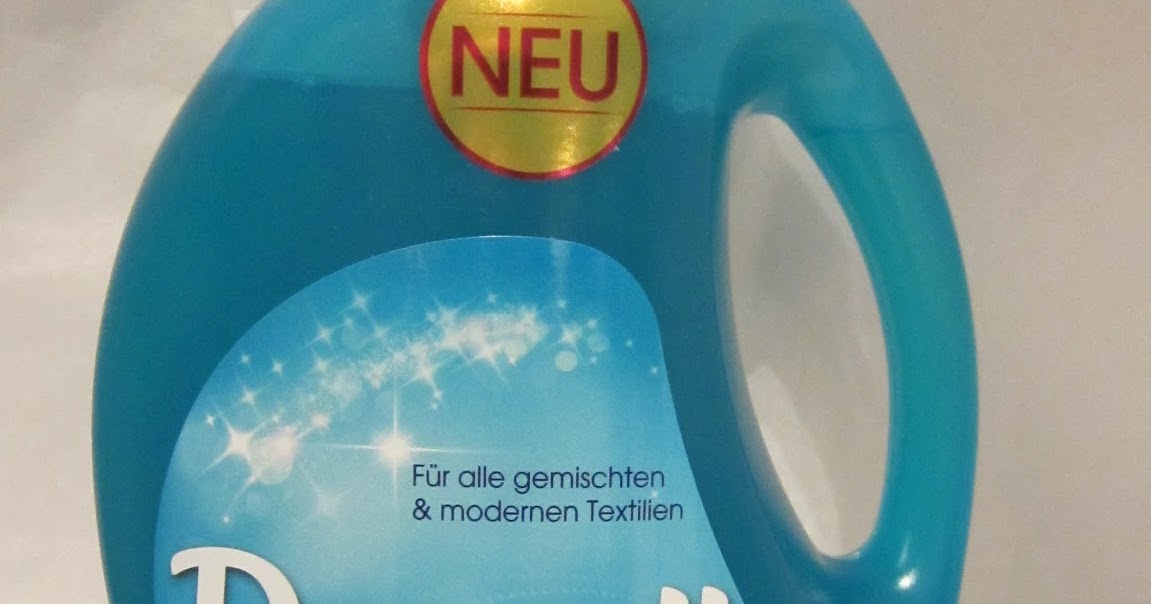 NEU
Für alle gemischten
& modernen Textilien